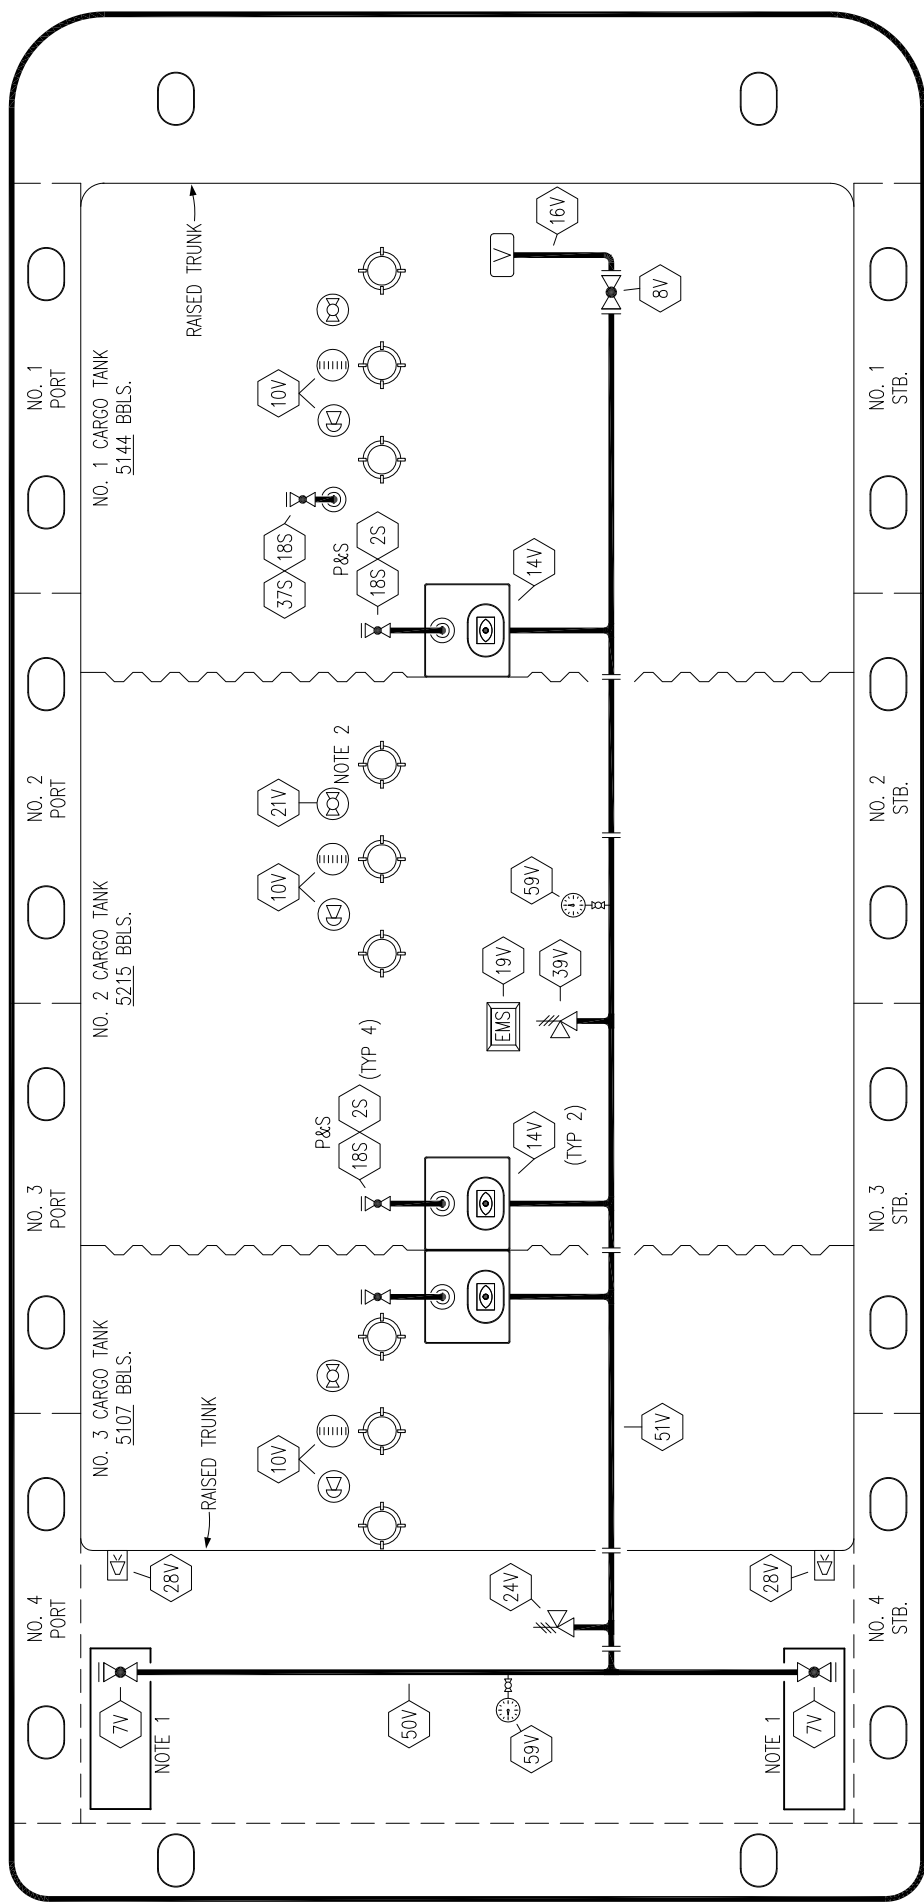 RAISED TRUNK
NO. 1
PORT
NO. 1 CARGO TANK
5144 BBLS.
10V
37S
18S
P&S
18S
2S
14V
V
16V
8V
NO. 1
STB.
NO. 2
PORT
NO. 2 CARGO TANK
5215 BBLS.
21V
NOTE 2
10V
59V
19V
EMS
39V
NO. 2
STB.
NO. 3
PORT
P&S
18S
2S
(TYP 4)
14V
(TYP 2)
NO. 3
STB.
NO. 3 CARGO TANK
5107 BBLS.
10V
RAISED TRUNK
51V
NO. 4
PORT
28V
24V
28V
NO. 4
STB.
7V
NOTE 1
50V
59V
NOTE 1
7V